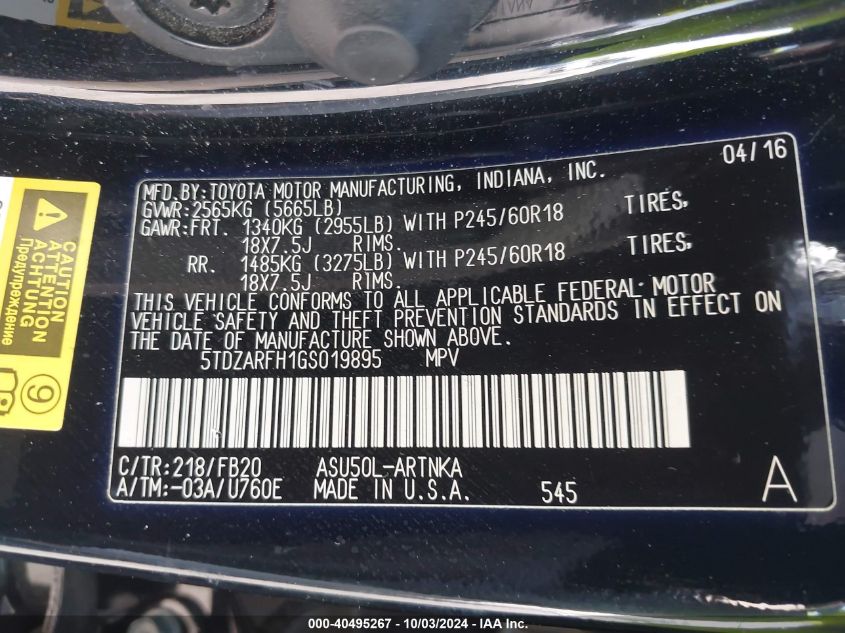 04/16
MFD.BY:TOYOTA MOTOR MANUFACTURING, INDIANA, INC.
GVWR:2565KG (5665LB)
GAWR:FRT. 1340KG (2955LB) WITH P245/60R18 TIRES,
18X7.5J RIMS.
RR. 1485KG (3275LB) WITH P245/60R18 TIRES,
18X7.5J RIMS.
THIS VEHICLE CONFORMS TO ALL APPLICABLE FEDERAL MOTOR
VEHICLE SAFETY AND THEFT PREVENTION STANDARDS IN EFFECT ON
THE DATE OF MANUFACTURE SHOWN ABOVE.
5TDZARFH1GS019895 MPV
C/TR:218/FB20 ASU50L-ARTNKA
A/TM:-03A/U760E MADE IN U.S.A. 545 A
CAUTION
ATTENTION
ACHTUNG
Предупреждение
9
000-40495267 - 10/03/2024 - IAA Inc.